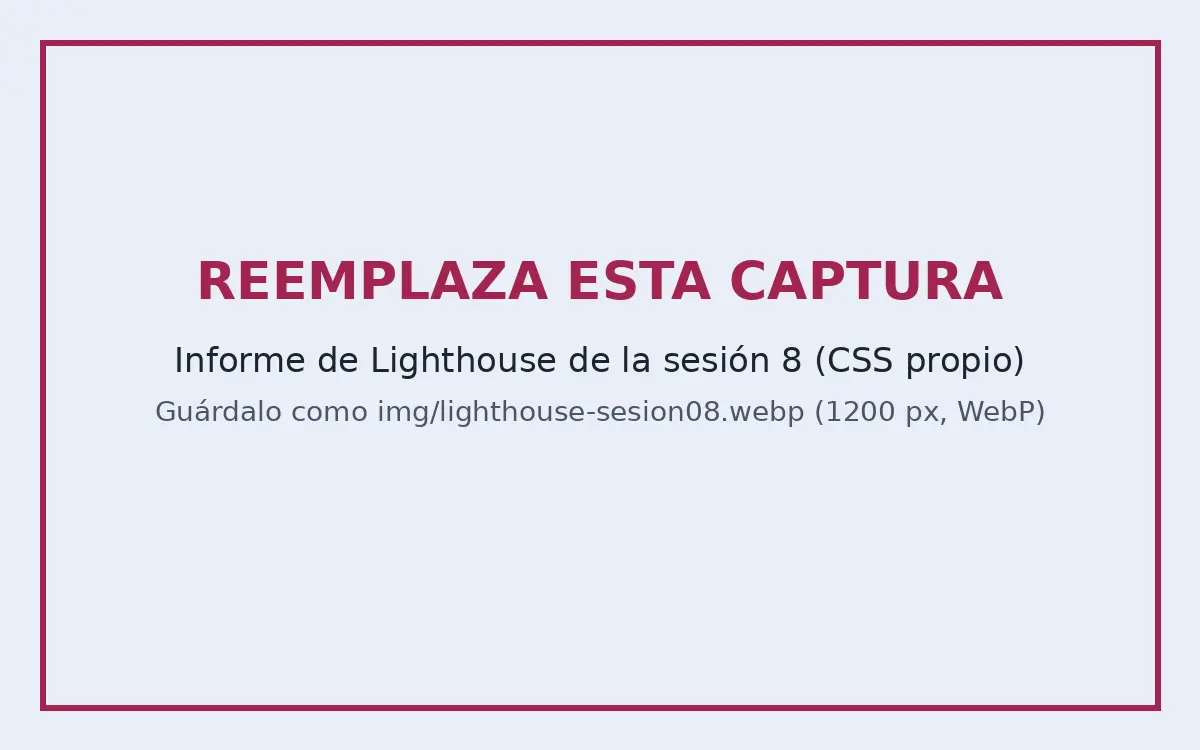 REEMPLAZA ESTA CAPTURA
Informe de Lighthouse de la sesión 8 (CSS propio)
Guárdalo como img/lighthouse-sesion08.webp (1200 px, WebP)